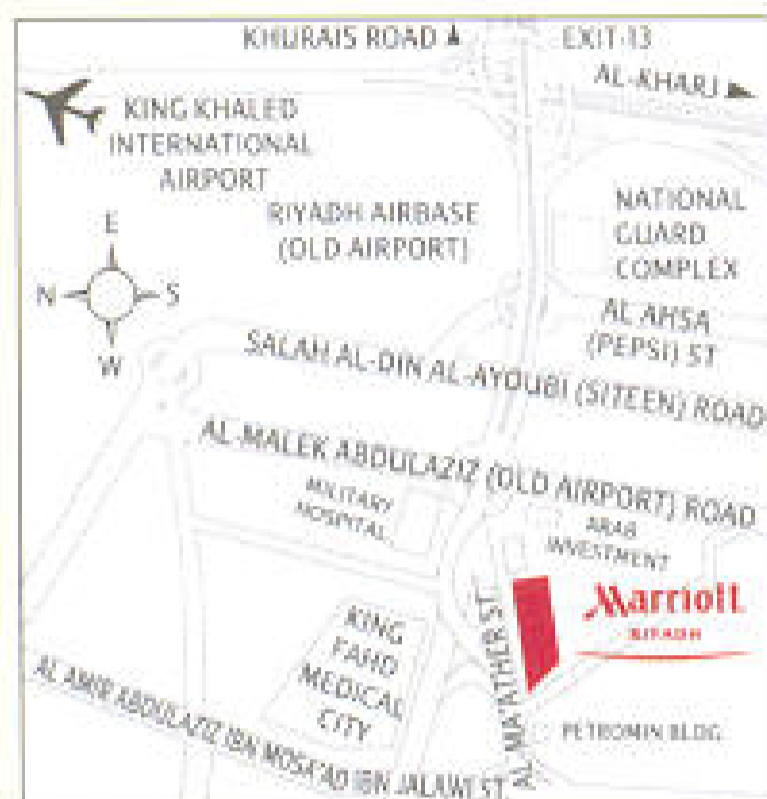 KHURAIS ROAD
EXIT-13
AL-KHARJ
KING KHALED
INTERNATIONAL
AIRPORT
RIYADH AIRBASE
(OLD AIRPORT)
NATIONAL
GUARD
COMPLEX
E
N
S
W
AL AHSA
(PEPSI) ST
SALAH AL-DIN AL-AYOUBI (SITEEN) ROAD
AL-MALEK ABDULAZIZ (OLD AIRPORT) ROAD
MILITARY
HOSPITAL
ARAB
INVESTMENT
Marriott
RIYADH
KING
FAHD
MEDICAL
CITY
AL-MA'ATHER ST.
PETROMIN BLDG
AL AMIR ABDULAZIZ IBN MOSA'AD IBN JALAWI ST.